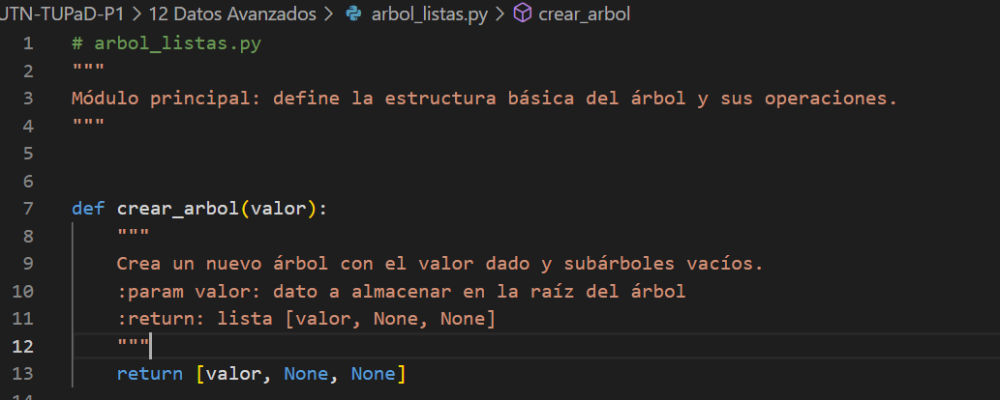 UTN-TUPaD-P1 > 12 Datos Avanzados > arbol_listas.py > crear_arbol
1 # arbol_listas.py
2 """
3 Módulo principal: define la estructura básica del árbol y sus operaciones.
4 """
5
6
7 def crear_arbol(valor):
8     """
9     Crea un nuevo árbol con el valor dado y subárboles vacíos.
10     :param valor: dato a almacenar en la raíz del árbol
11     :return: lista [valor, None, None]
12     """
13     return [valor, None, None]
14